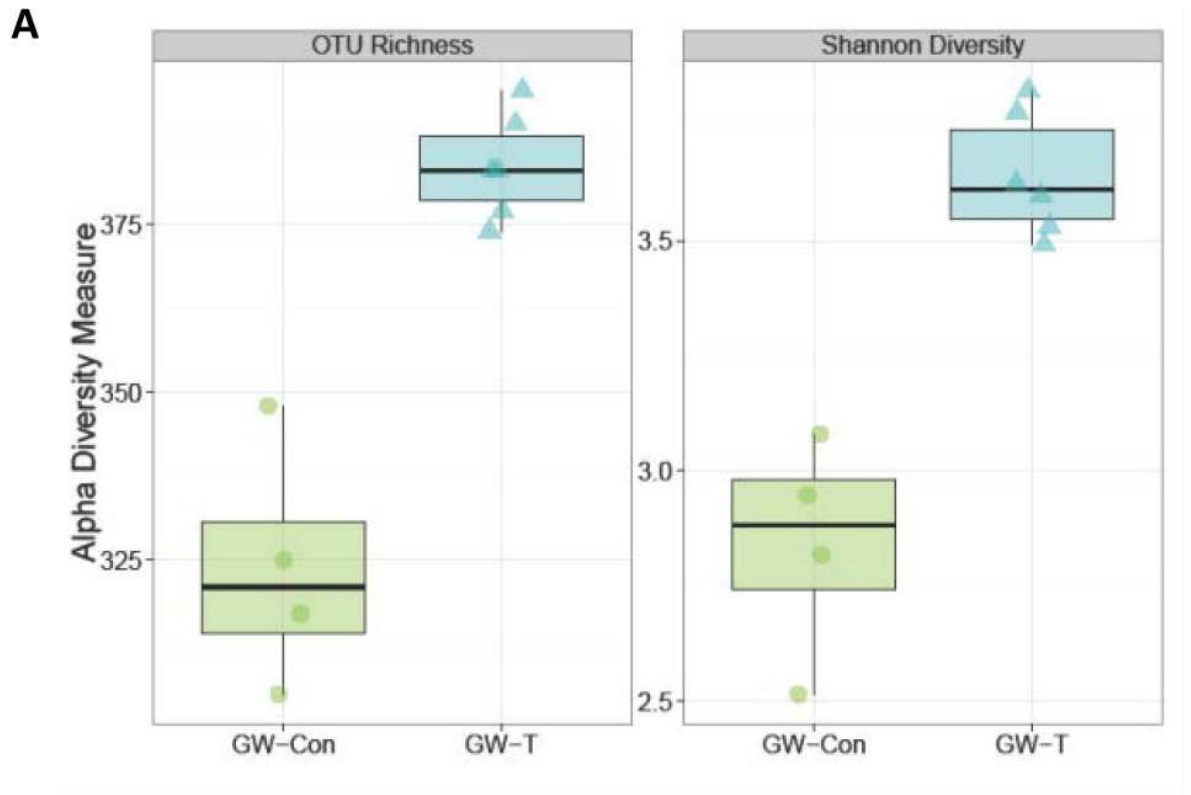 A
OTU Richness
Shannon Diversity
Alpha Diversity Measure
375
350
325
3.5
3.0
2.5
GW-Con
GW-T
GW-Con
GW-T